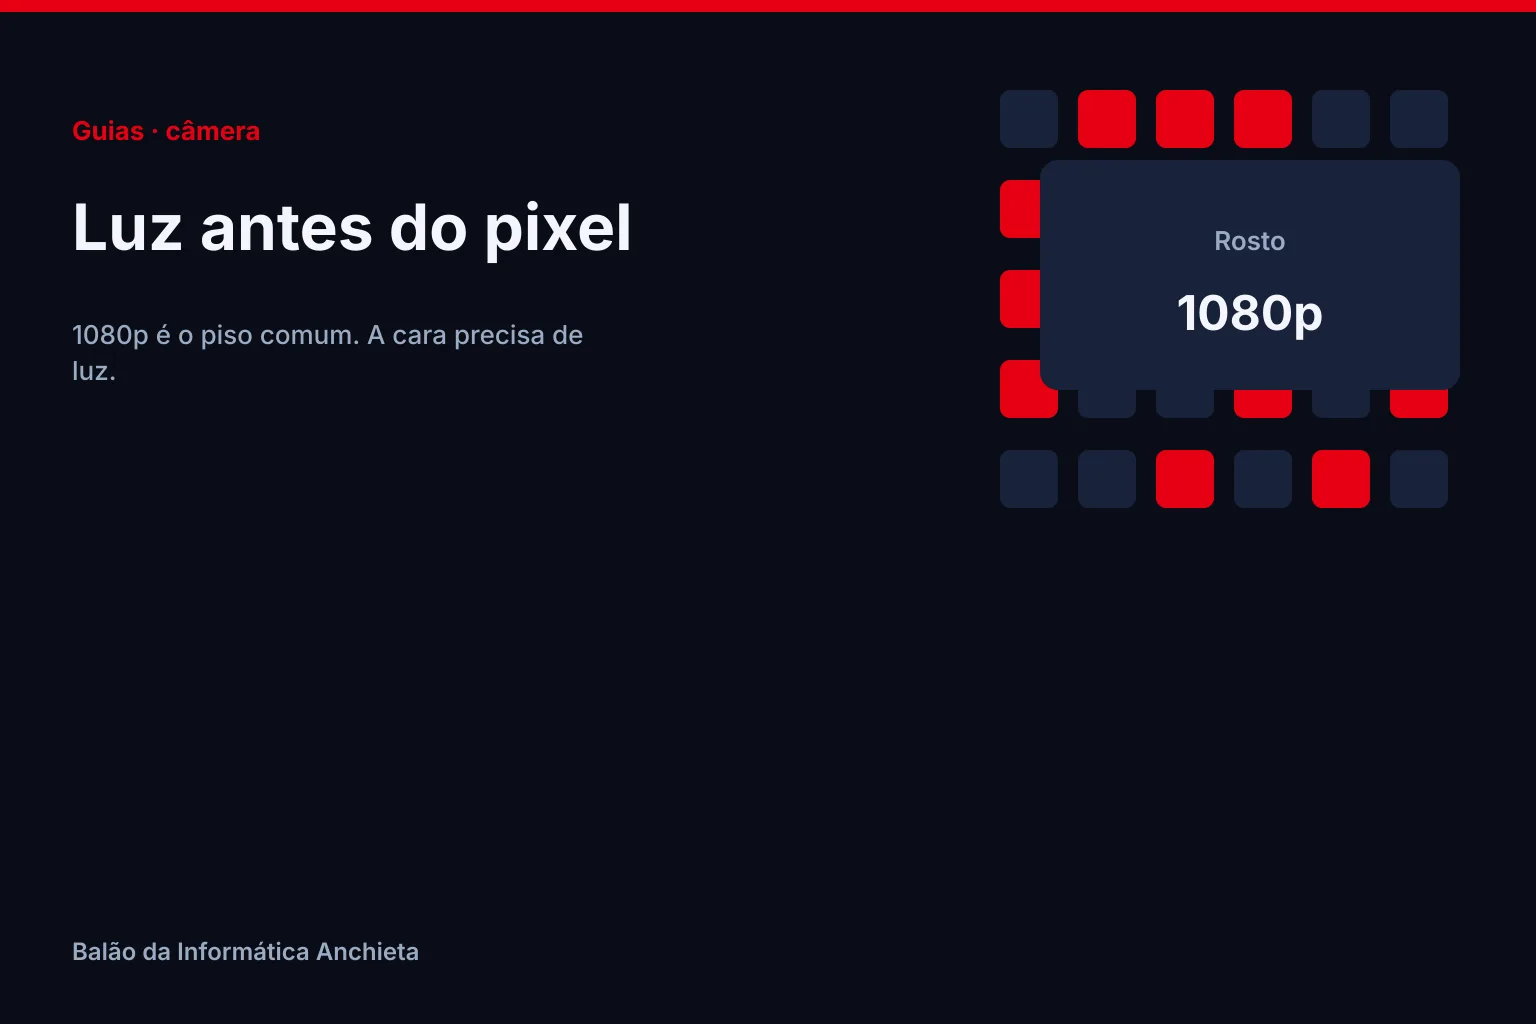 Guias · câmera
Luz antes do pixel
1080p é o piso comum. A cara precisa de
luz.
Rosto
1080p
Balão da Informática Anchieta